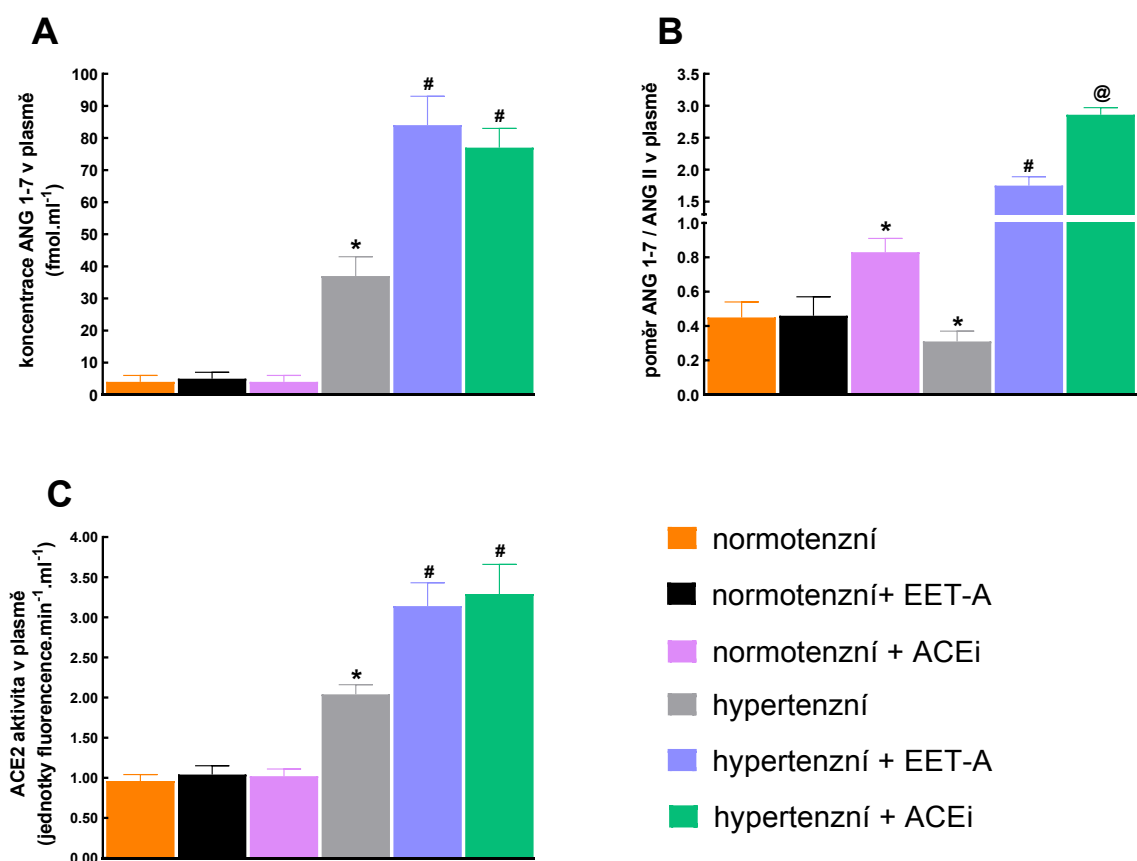 A
koncentrace ANG 1-7 v plasmě
(fmol.ml-1)
100
90
80
70
60
50
40
30
20
10
0
*
#
#
B
poměr ANG 1-7 / ANG II v plasmě
3.5
3.0
2.5
2.0
1.5
1.0
0.8
0.6
0.4
0.2
0.0
*
*
#
@
C
ACE2 aktivita v plasmě
(jednotky fluorencence.min-1.ml-1)
4.00
3.50
3.00
2.50
2.00
1.50
1.00
0.50
0.00
*
#
#
normotenzní
normotenzní+ EET-A
normotenzní + ACEi
hypertenzní
hypertenzní + EET-A
hypertenzní + ACEi